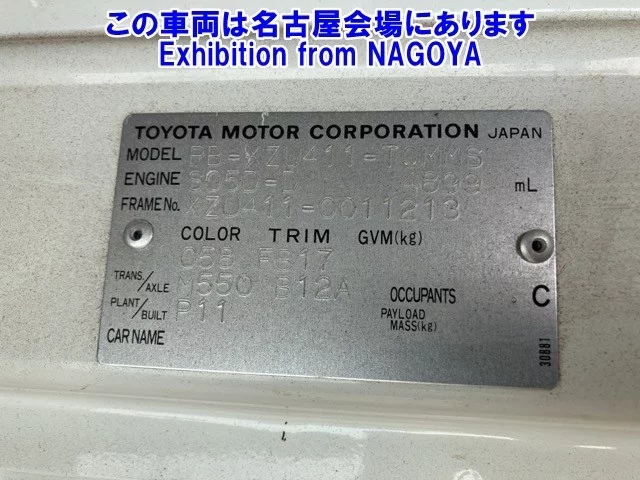 この車両は名古屋会場にあります
Exhibition from NAGOYA
TOYOTA MOTOR CORPORATION JAPAN
MODEL PB-XZU411-TQMMS
ENGINE S05D-D 4899 mL
FRAME No. XZU411-0011213
COLOR TRIM GVM(kg)
058 FB17
TRANS./AXLE M550 B12A
OCCUPANTS C
PLANT/BUILT P11
PAYLOAD MASS(kg)
CAR NAME
30881